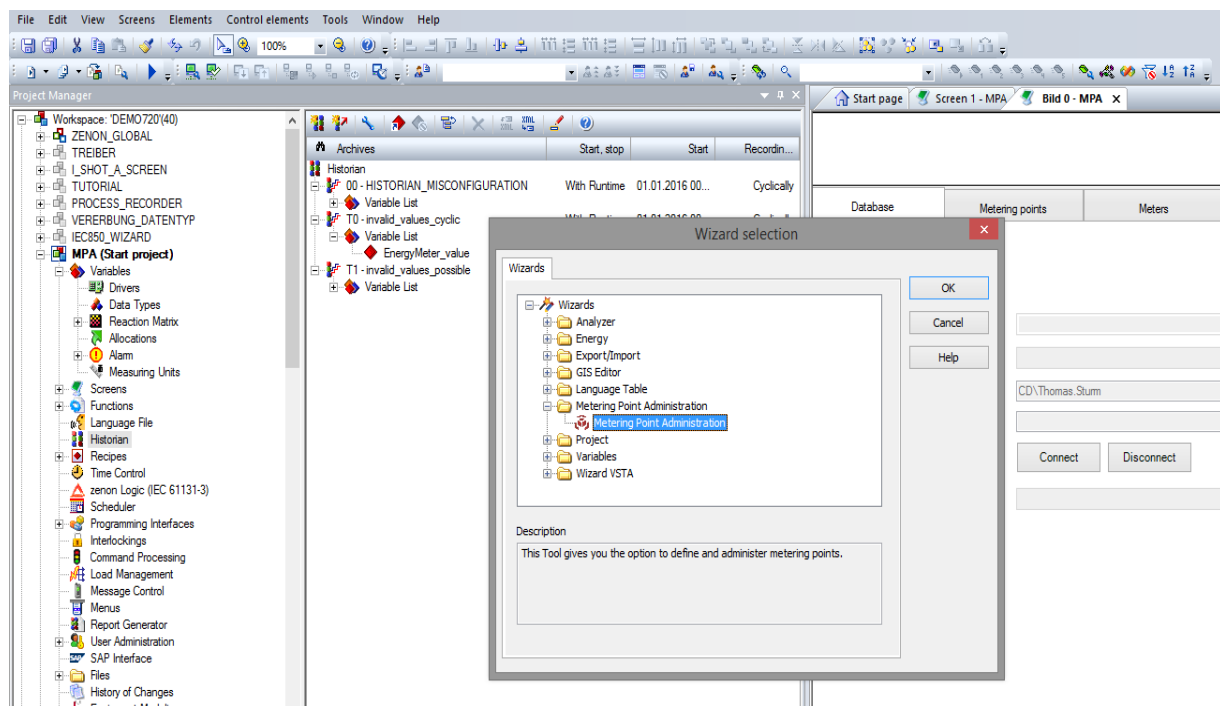 File Edit View Screens Elements Control elements Tools Window Help
100%
Project Manager
Start page Screen 1 - MPA Bild 0 - MPA X
Workspace: 'DEMO720'(40)
ZENON_GLOBAL
TREIBER
I_SHOT_A_SCREEN
TUTORIAL
PROCESS_RECORDER
VERERBUNG_DATENTYP
IEC850_WIZARD
MPA (Start project)
Variables
Drivers
Data Types
Reaction Matrix
Allocations
Alarm
Measuring Units
Screens
Functions
Language File
Historian
Recipes
Time Control
zenon Logic (IEC 61131-3)
Scheduler
Programming Interfaces
Interlockings
Command Processing
Load Management
Message Control
Menus
Report Generator
User Administration
SAP Interface
Files
History of Changes
XML XML
Archives Start, stop Start Recordin...
Historian
00 - HISTORIAN_MISCONFIGURATION With Runtime 01.01.2016 00... Cyclically
Variable List
T0 - invalid_values_cyclic
Variable List
EnergyMeter_value
T1 - invalid_values_possible
Variable List
Database Metering points Meters
CD\Thomas.Sturm
Connect Disconnect
Wizard selection
Wizards
Wizards
Analyzer
Energy
Export/Import
GIS Editor
Language Table
Metering Point Administration
Metering Point Administration
Project
Variables
Wizard VSTA
OK
Cancel
Help
Description
This Tool gives you the option to define and administer metering points.